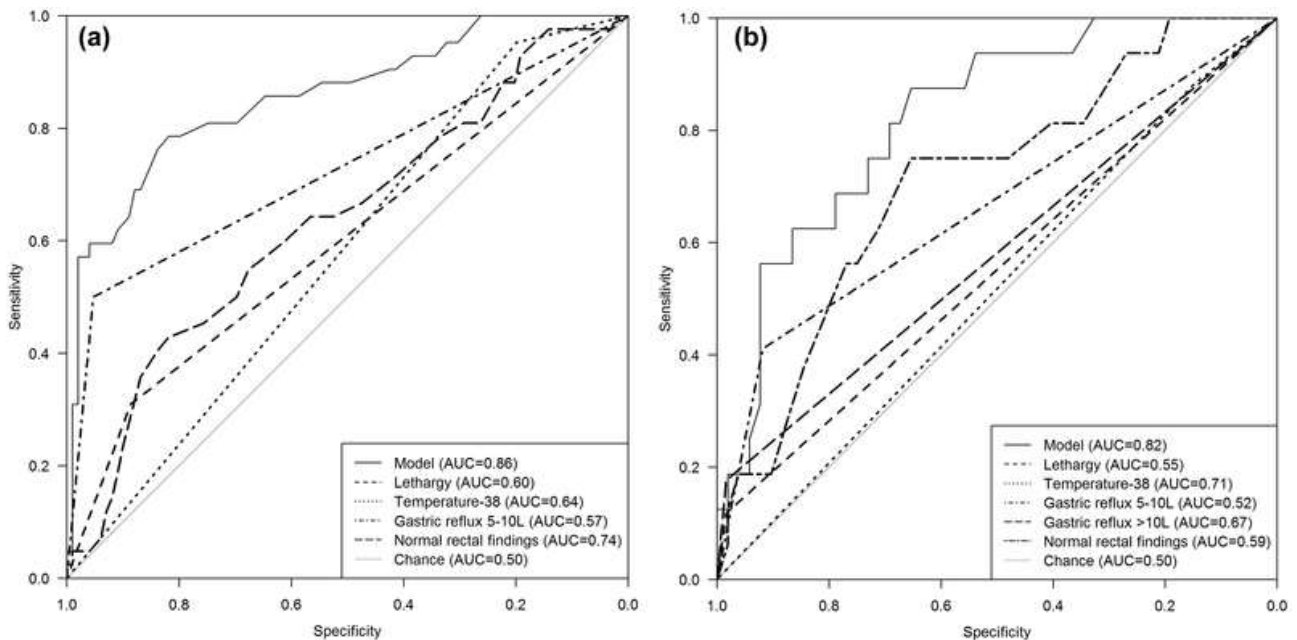 (a)
1.0
0.8
0.6
0.4
0.2
0.0
Sensitivity
Model (AUC=0.86)
Lethargy (AUC=0.60)
Temperature-38 (AUC=0.64)
Gastric reflux 5-10L (AUC=0.57)
Normal rectal findings (AUC=0.74)
Chance (AUC=0.50)
1.0 0.8 0.6 0.4 0.2 0.0
Specificity
(b)
1.0
0.8
0.6
0.4
0.2
0.0
Sensitivity
Model (AUC=0.82)
Lethargy (AUC=0.55)
Temperature-38 (AUC=0.71)
Gastric reflux 5-10L (AUC=0.52)
Gastric reflux >10L (AUC=0.67)
Normal rectal findings (AUC=0.59)
Chance (AUC=0.50)
1.0 0.8 0.6 0.4 0.2 0.0
Specificity